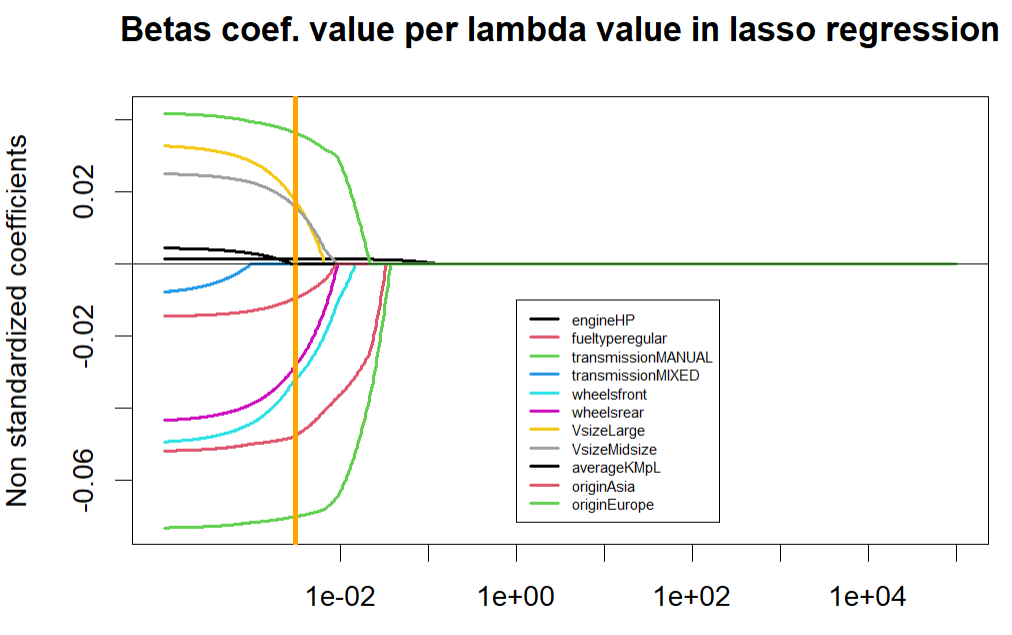 Betas coef. value per lambda value in lasso regression
Non standardized coefficients
0.02
-0.02
-0.06
engineHP
fueltyperegular
transmissionMANUAL
transmissionMIXED
wheelsfront
wheelsrear
VsizeLarge
VsizeMidsize
averageKMpL
originAsia
originEurope
1e-02 1e+00 1e+02 1e+04